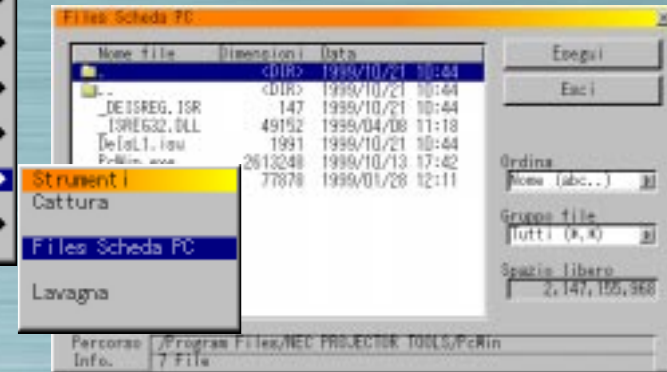 Files Scheda PC
Nome file Dimensioni Data
. <DIR> 1999/10/21 10:44
.. <DIR> 1999/10/21 10:44
_DEISREG.ISR 147 1999/10/21 10:44
_ISREG32.DLL 49152 1999/04/08 11:18
DeIsL1.isu 1991 1999/10/21 10:44
PcWin.exe 2613248 1999/10/13 17:42
77878 1999/01/28 12:11
Esegui
Esci
Ordina
Nome (abc..)
Gruppo file
Tutti (*.*)
Spazio libero
2,147,155,968
Strumenti
Cattura
Files Scheda PC
Lavagna
Percorso /Program Files/NEC PROJECTOR TOOLS/PcWin
Info. 7 File